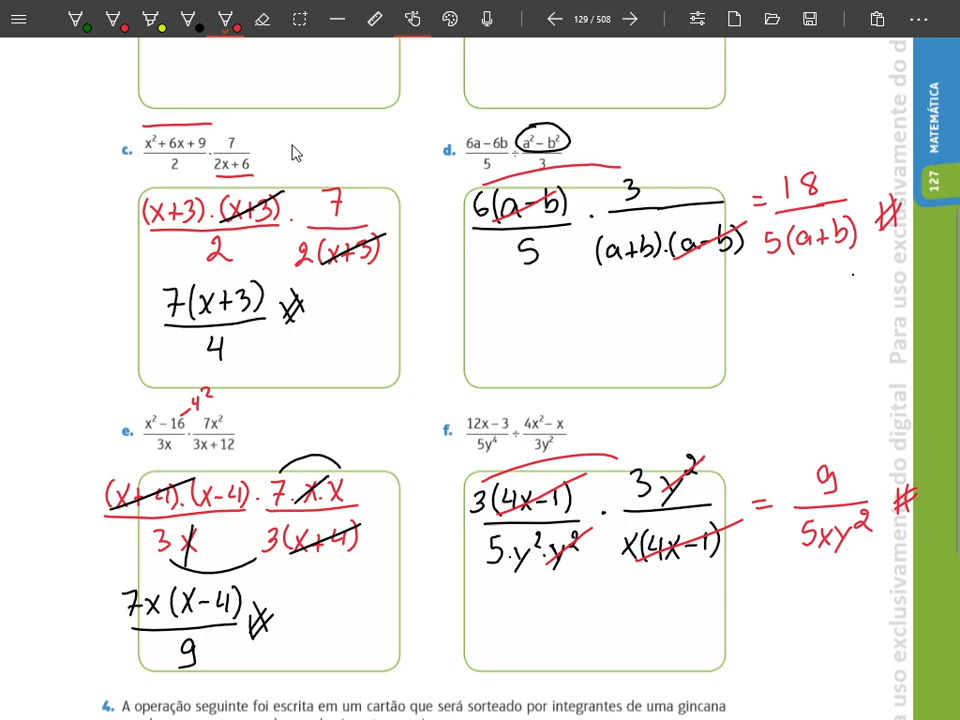 129 / 508
c. x² + 6x + 9 / 2 · 7 / 2x + 6
(x+3) · (x+3) / 2 · 7 / 2(x+3)
7(x+3) / 4
d. 6a – 6b / 5 ÷ a² – b² / 3
6(a-b) / 5 · 3 / (a+b).(a-b) = 18 / 5(a+b) #
e. x² – 16 / 3x · 7x² / 3x + 12
-4²
(x+4).(x-4) / 3x · 7.x.x / 3(x+4)
7x(x-4) / 9
f. 12x – 3 / 5y⁴ ÷ 4x² – x / 3y²
3(4x-1) / 5.y².y² · 3y² / x(4x-1) = 9 / 5xy² #
4. A operação seguinte foi escrita em um cartão que será sorteado por integrantes de uma gincana
MATEMÁTICA
127
Para uso exclusivamente do d
uso exclusivamente do digital